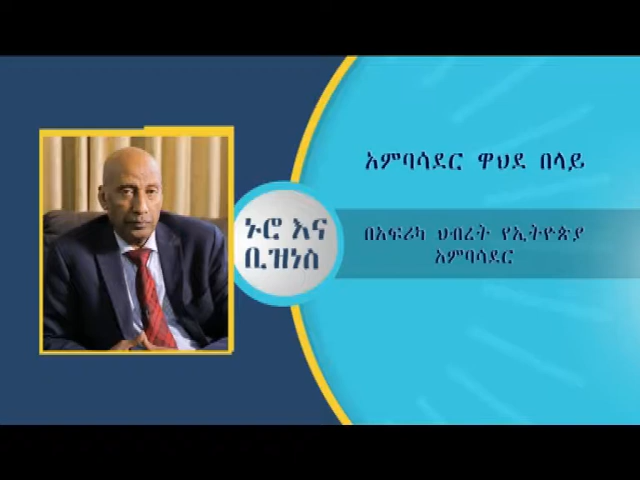 አምባሳደር ዋህደ በላይ
ኑሮ እና
ቢዝነስ
በአፍሪካ ህብረት የኢትዮጵያ
አምባሳደር